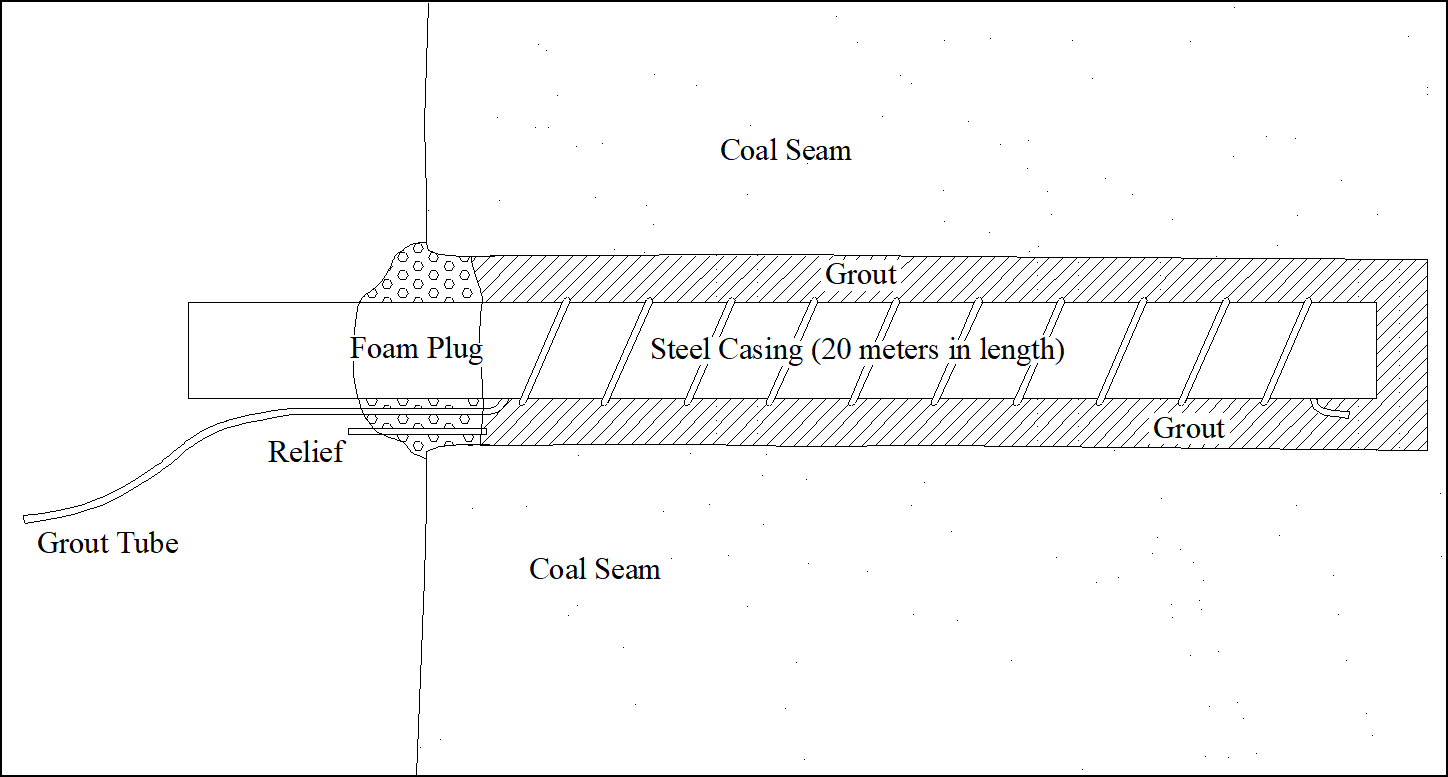 Coal Seam
Grout
Foam Plug
Steel Casing (20 meters in length)
Grout
Relief
Grout Tube
Coal Seam